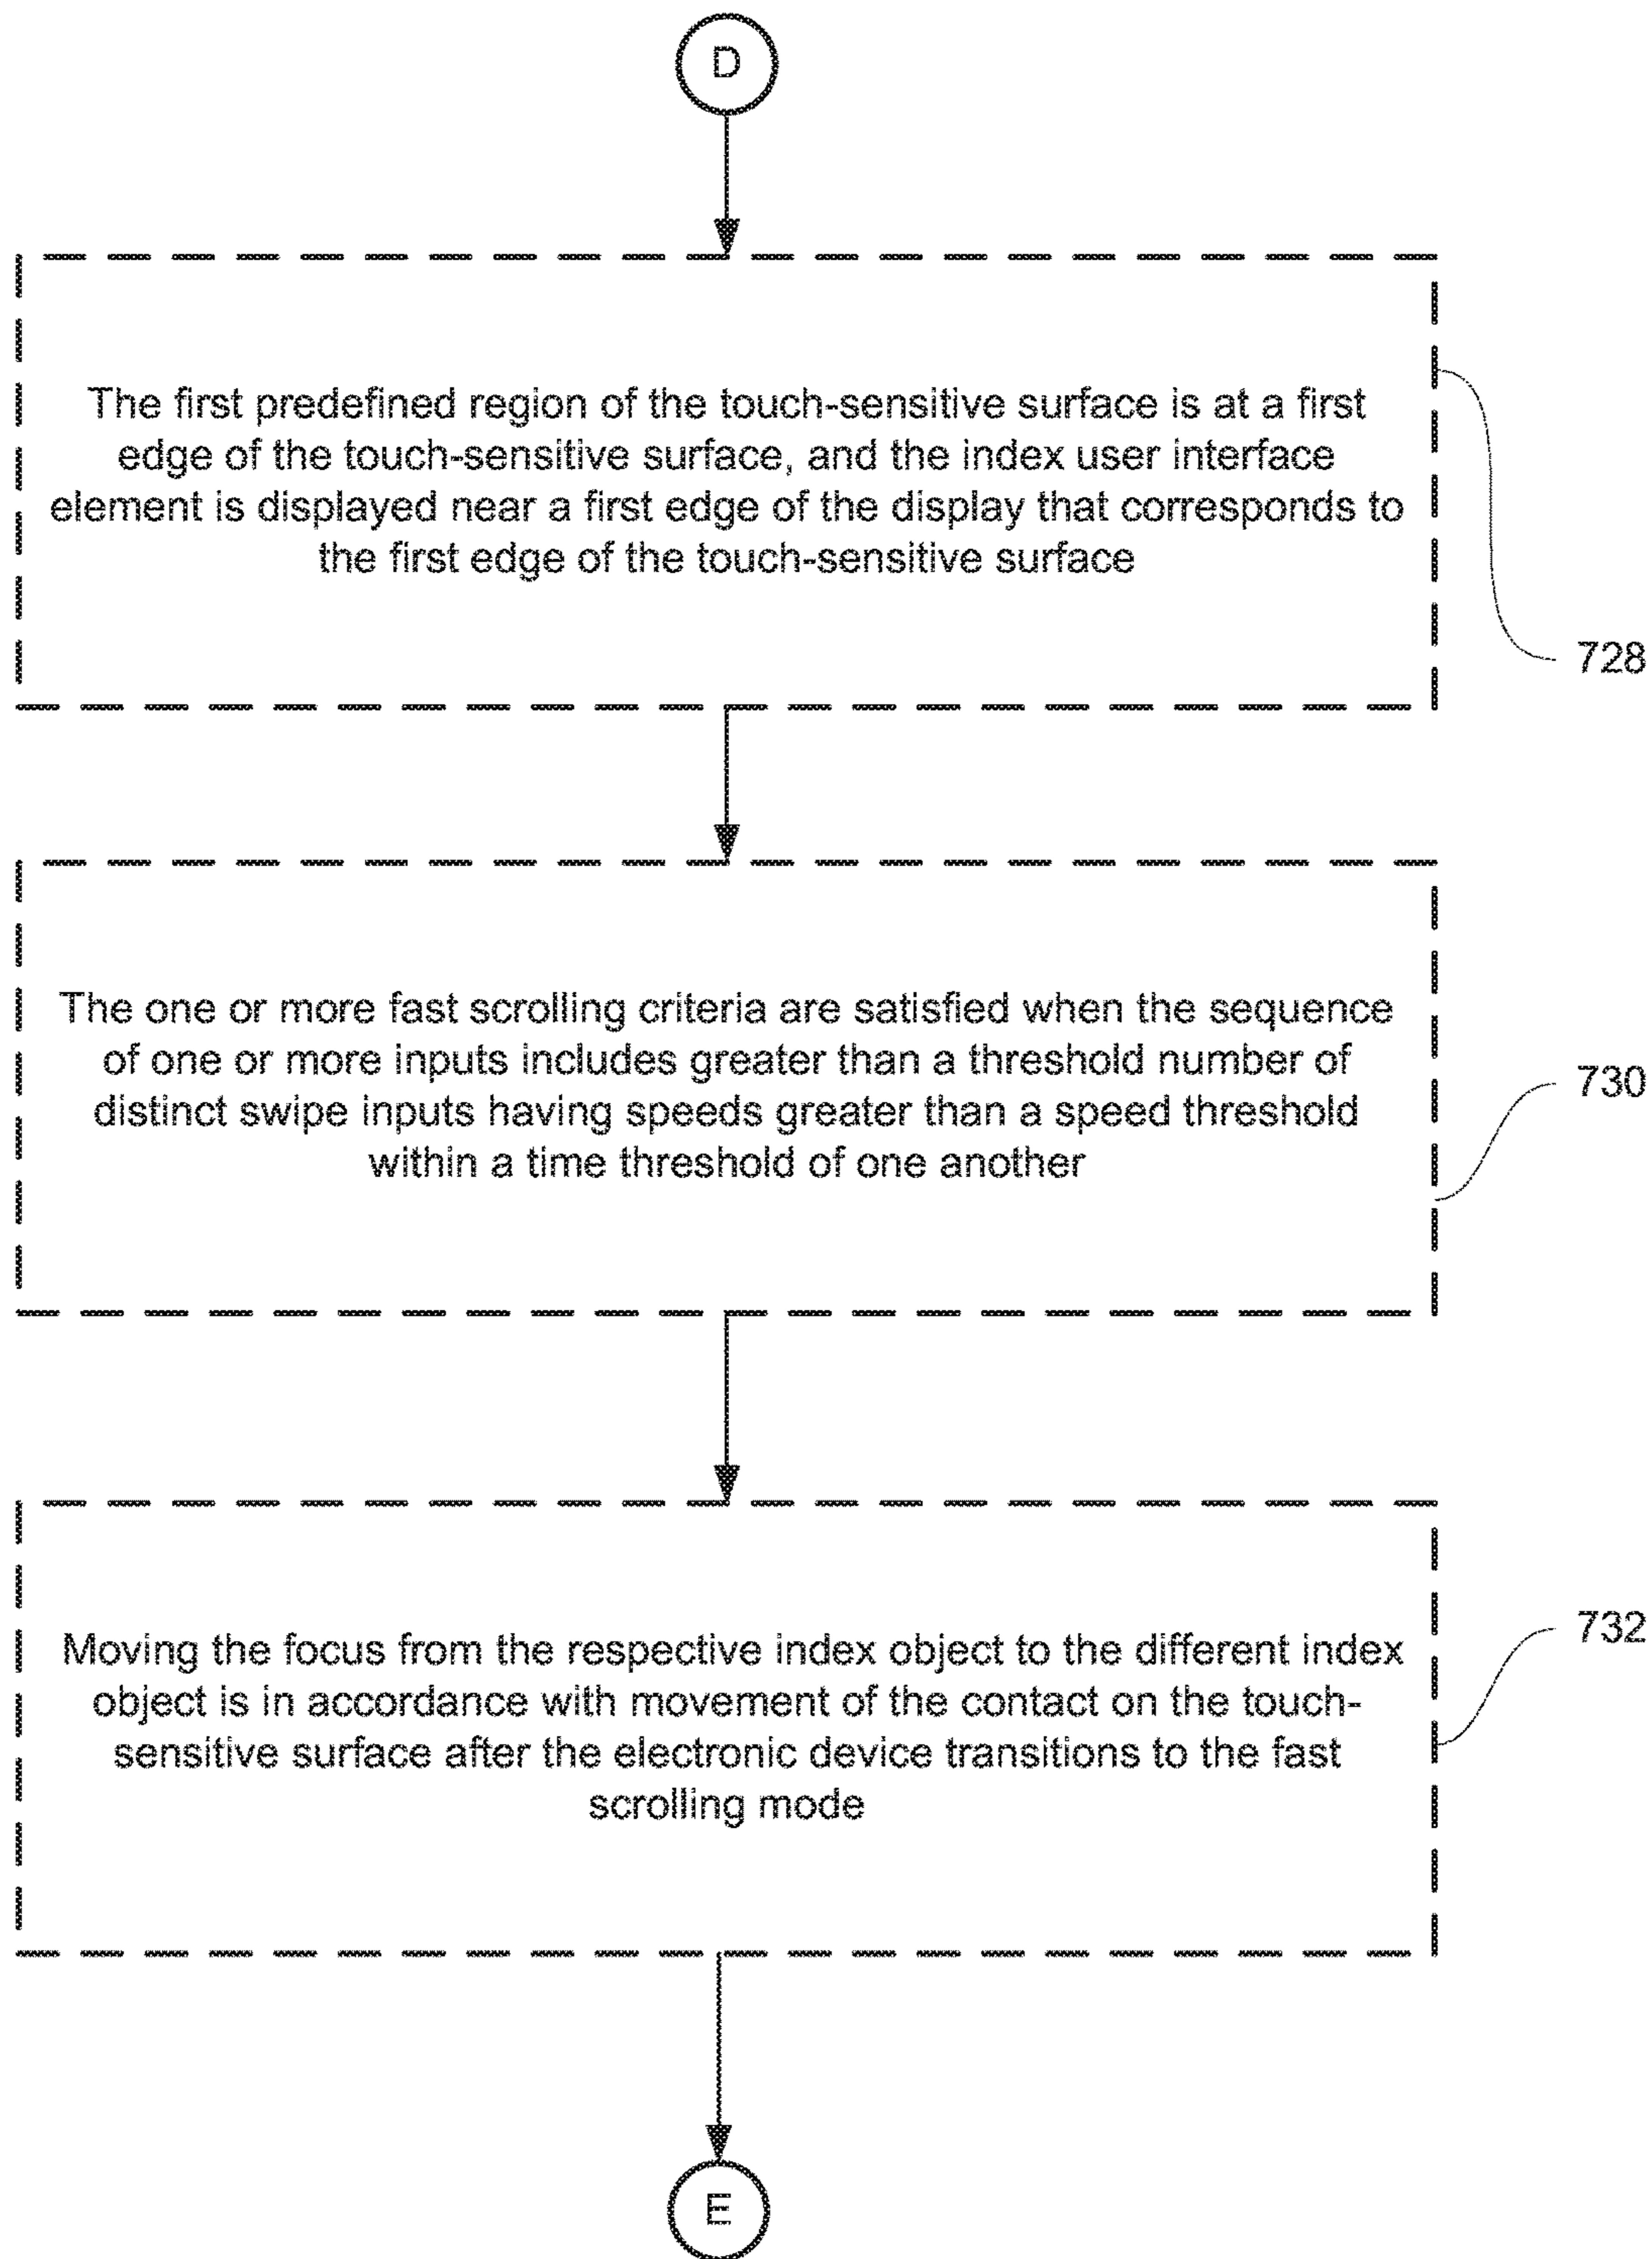 D
The first predefined region of the touch-sensitive surface is at a first
edge of the touch-sensitive surface, and the index user interface
element is displayed near a first edge of the display that corresponds to
the first edge of the touch-sensitive surface
728
The one or more fast scrolling criteria are satisfied when the sequence
of one or more inputs includes greater than a threshold number of
distinct swipe inputs having speeds greater than a speed threshold
within a time threshold of one another
730
Moving the focus from the respective index object to the different index
object is in accordance with movement of the contact on the touch-
sensitive surface after the electronic device transitions to the fast
scrolling mode
732
E